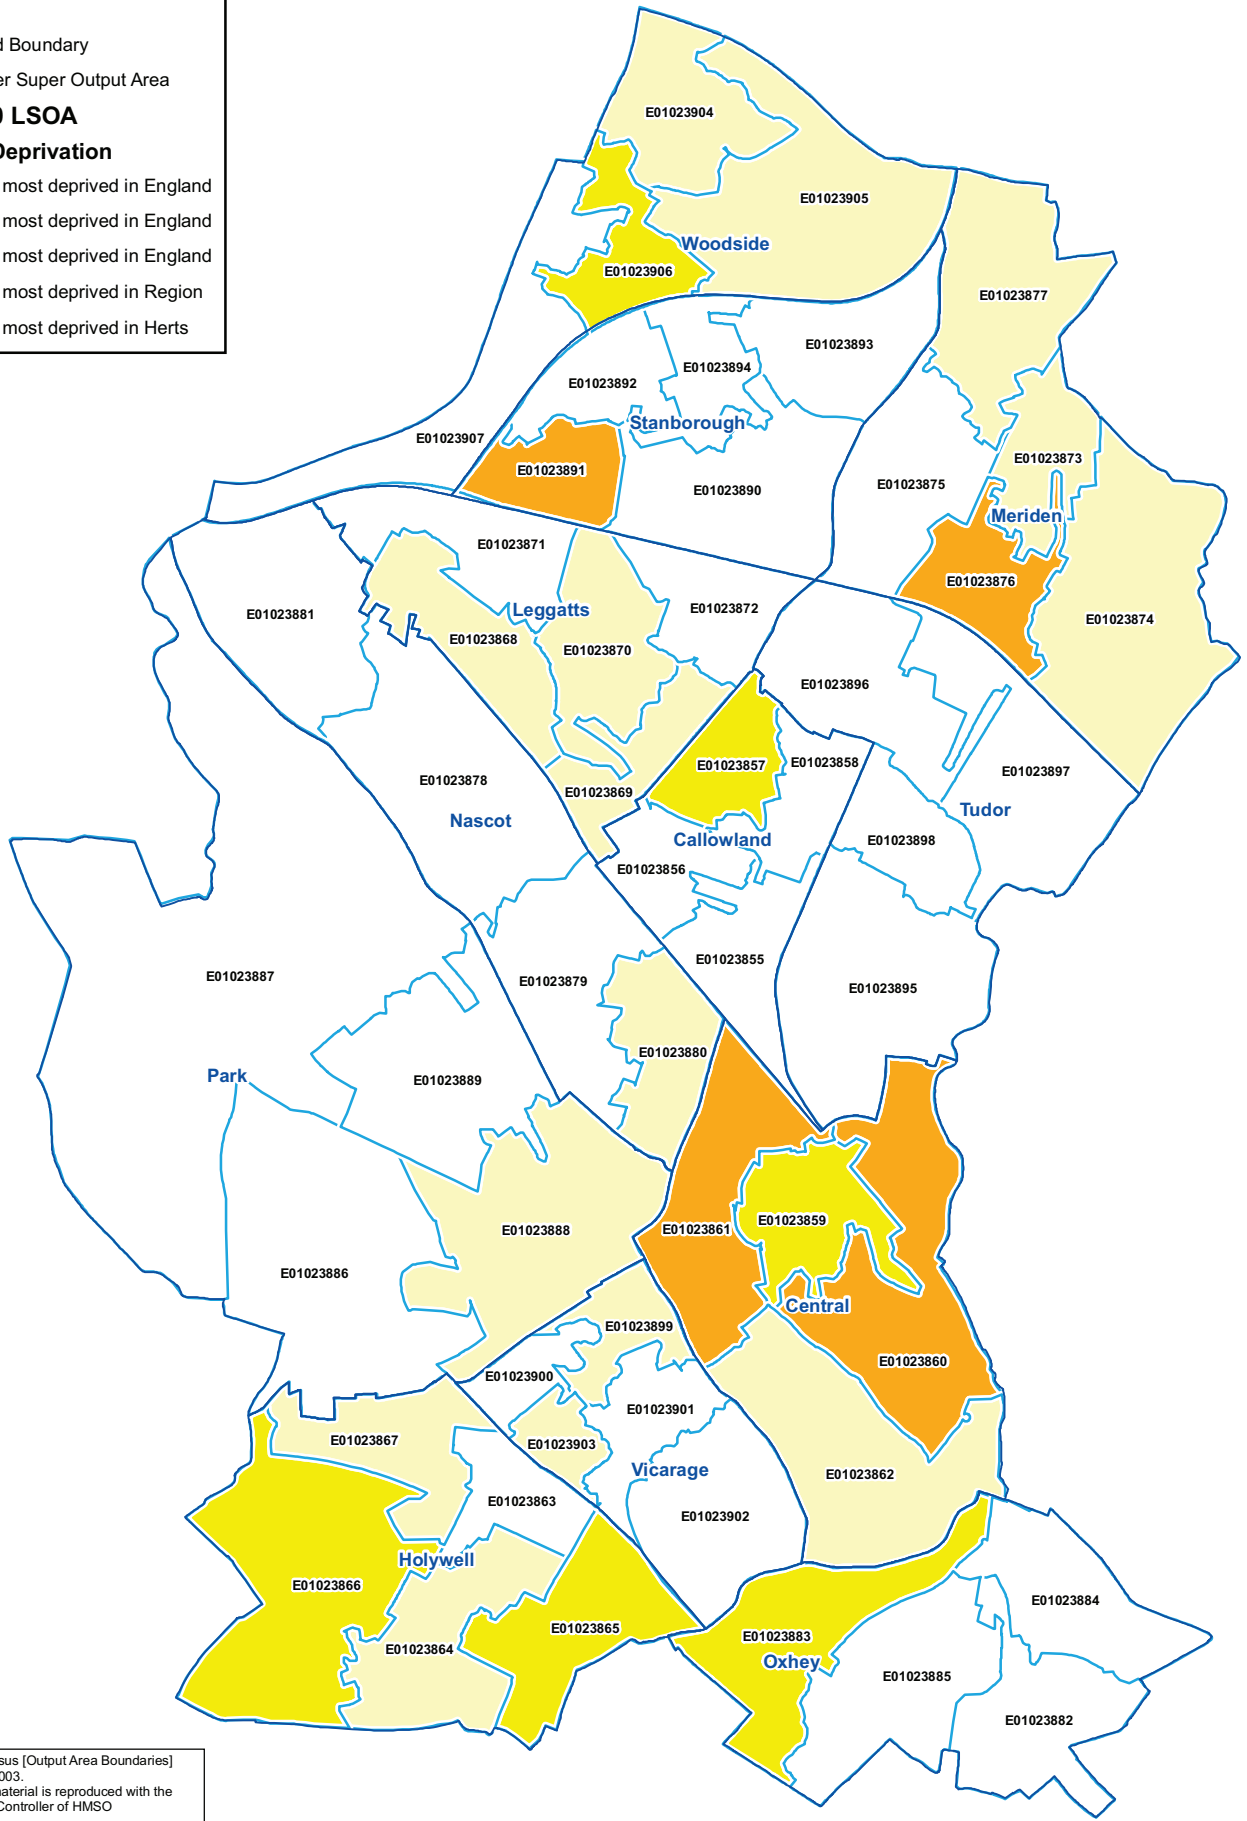 d Boundary
er Super Output Area
0 LSOA
Deprivation
most deprived in England
most deprived in England
most deprived in England
most deprived in Region
most deprived in Herts
E01023904
E01023905
Woodside
E01023906
E01023877
E01023893
E01023894
E01023892
Stanborough
E01023907
E01023891
E01023890
E01023873
E01023875
Meriden
E01023876
E01023874
E01023871
Leggatts
E01023872
E01023881
E01023868
E01023870
E01023896
E01023857
E01023858
E01023897
E01023878
E01023869
Tudor
Nascot
Callowland
E01023898
E01023856
E01023855
E01023887
E01023879
E01023895
E01023880
Park
E01023889
E01023859
E01023888
E01023861
E01023886
Central
E01023899
E01023860
E01023900
E01023901
E01023867
E01023903
Vicarage
E01023862
E01023863
E01023902
Holywell
E01023866
E01023884
E01023865
E01023883
E01023864
Oxhey
E01023885
E01023882
sus [Output Area Boundaries]
003.
material is reproduced with the
Controller of HMSO